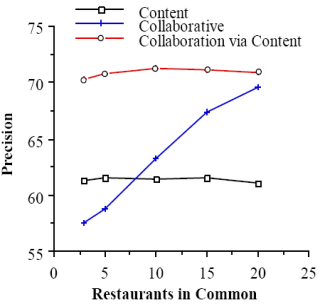 Content
Collaborative
Collaboration via Content
75
70
65
60
55
Precision
0 5 10 15 20 25
Restaurants in Common